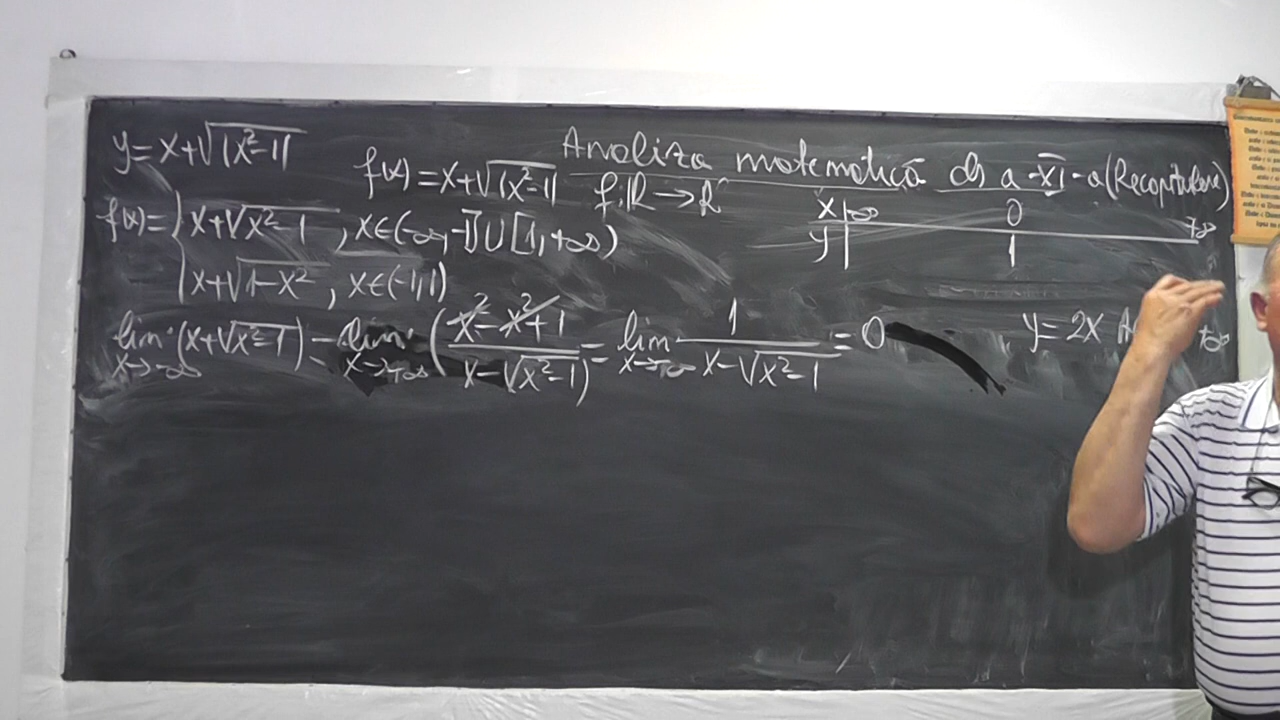 y=x+√|x²-1|
Analiza matematică cls a-XI-a (Recapitulare)
f(x)=x+√|x²-1| f:R→R
x | -∞ 0 +∞
y | 1
f(x)= { x+√x²-1, x∈(-∞,-1]∪[1,+∞)
x+√1-x², x∈(-1,1)
lim x→-∞ (x+√x²-1) = lim x→-∞ (x²-x²+1 / x-√x²-1) = lim x→-∞ 1 / x-√x²-1 = 0
y=2x +∞